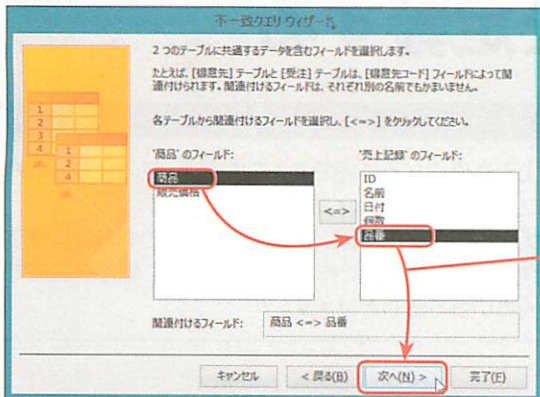 不一致クエリ ウィザード
2 つのテーブルに共通するデータを含むフィールドを選択します。
たとえば、[得意先] テーブルと [受注] テーブルは、[得意先コード] フィールドによって関
連付けられます。関連付けるフィールドは、それぞれ別の名前でもかまいません。
各テーブルから関連付けるフィールドを選択し、[<=>] をクリックしてください。
'商品' のフィールド:
商品
販売価格
<=>
'売上記録' のフィールド:
ID
名前
日付
個数
品番
1
2
3
4
1
2
4
関連付けるフィールド:
商品 <=> 品番
キャンセル
< 戻る(B)
次へ(N) >
完了(F)